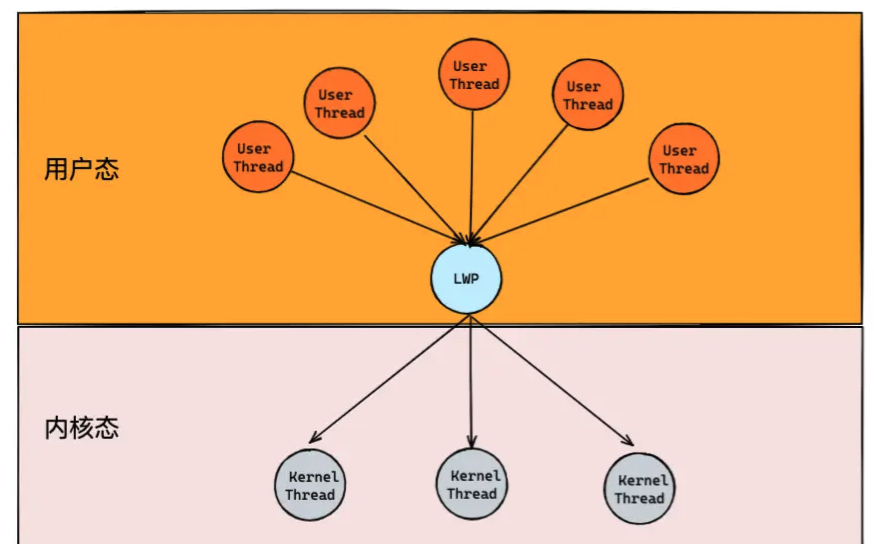 User
Thread
User
Thread
User
Thread
User
Thread
User
Thread
用户态
LWP
内核态
Kernel
Thread
Kernel
Thread
Kernel
Thread